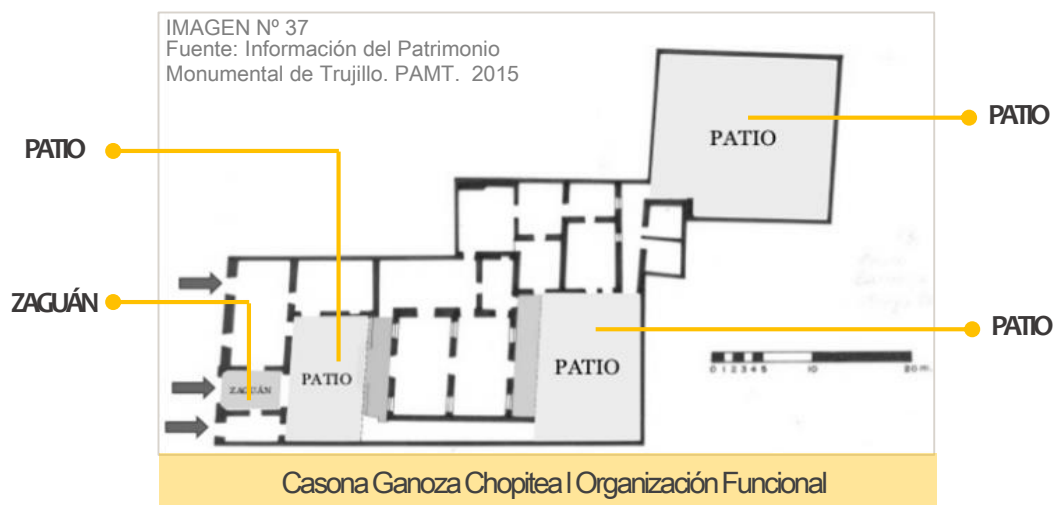 IMAGEN Nº 37
Fuente: Información del Patrimonio
Monumental de Trujillo. PAMT. 2015
PATIO
PATIO
PATIO
ZAGUÁN
PATIO
ZAGUÁN
PATIO
PATIO
0 1 2 3 4 5 10 20 m.
Casona Ganoza Chopitea I Organización Funcional